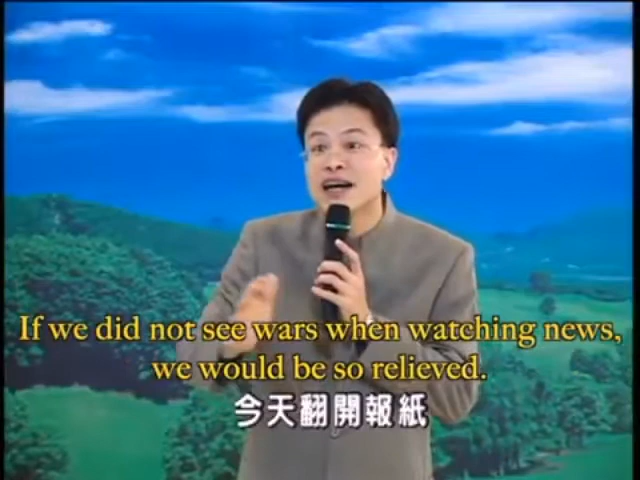 If we did not see wars when watching news,
we would be so relieved.
今天翻開報紙